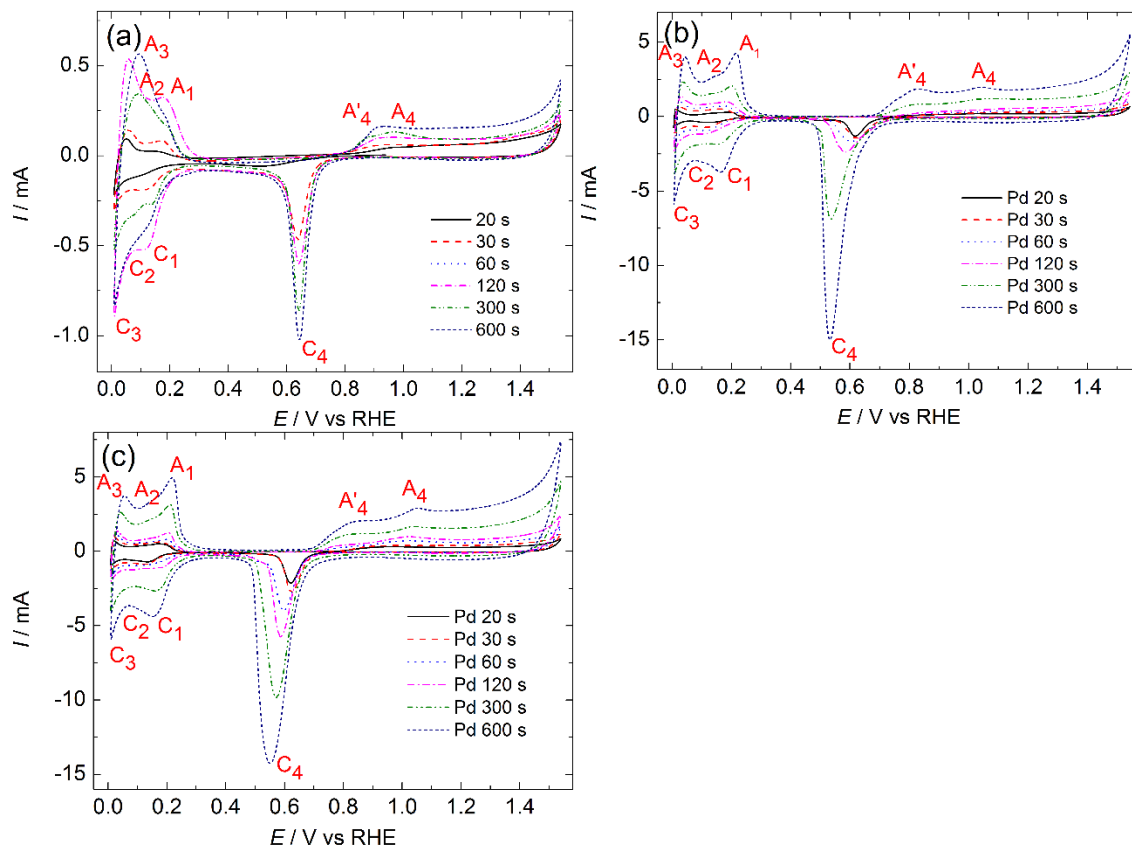 (a)
A3
A2 A1
A'4 A4
0.5
0.0
-0.5
-1.0
I / mA
C2 C1
C3
C4
20 s
30 s
60 s
120 s
300 s
600 s
0.0 0.2 0.4 0.6 0.8 1.0 1.2 1.4
E / V vs RHE
(b)
A3 A2 A1
A'4 A4
5
0
-5
-10
-15
I / mA
C2 C1
C3
C4
Pd 20 s
Pd 30 s
Pd 60 s
Pd 120 s
Pd 300 s
Pd 600 s
0.0 0.2 0.4 0.6 0.8 1.0 1.2 1.4
E / V vs RHE
(c)
A3 A2 A1
A'4 A4
5
0
-5
-10
-15
I / mA
C2 C1
C3
C4
Pd 20 s
Pd 30 s
Pd 60 s
Pd 120 s
Pd 300 s
Pd 600 s
0.0 0.2 0.4 0.6 0.8 1.0 1.2 1.4
E / V vs RHE